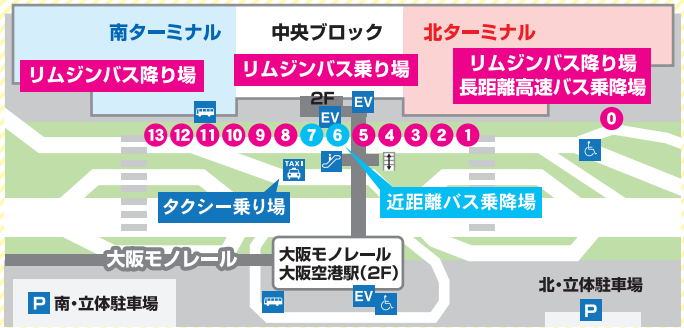 南ターミナル
中央ブロック
北ターミナル
リムジンバス降り場
リムジンバス乗り場
リムジンバス降り場
長距離高速バス乗降場
2F
EV
EV
13 12 11 10 9 8 7 6 5 4 3 2 1 0
TAXI
タクシー乗り場
近距離バス乗降場
大阪モノレール
大阪モノレール
大阪空港駅(2F)
EV
P 南・立体駐車場
北・立体駐車場
P